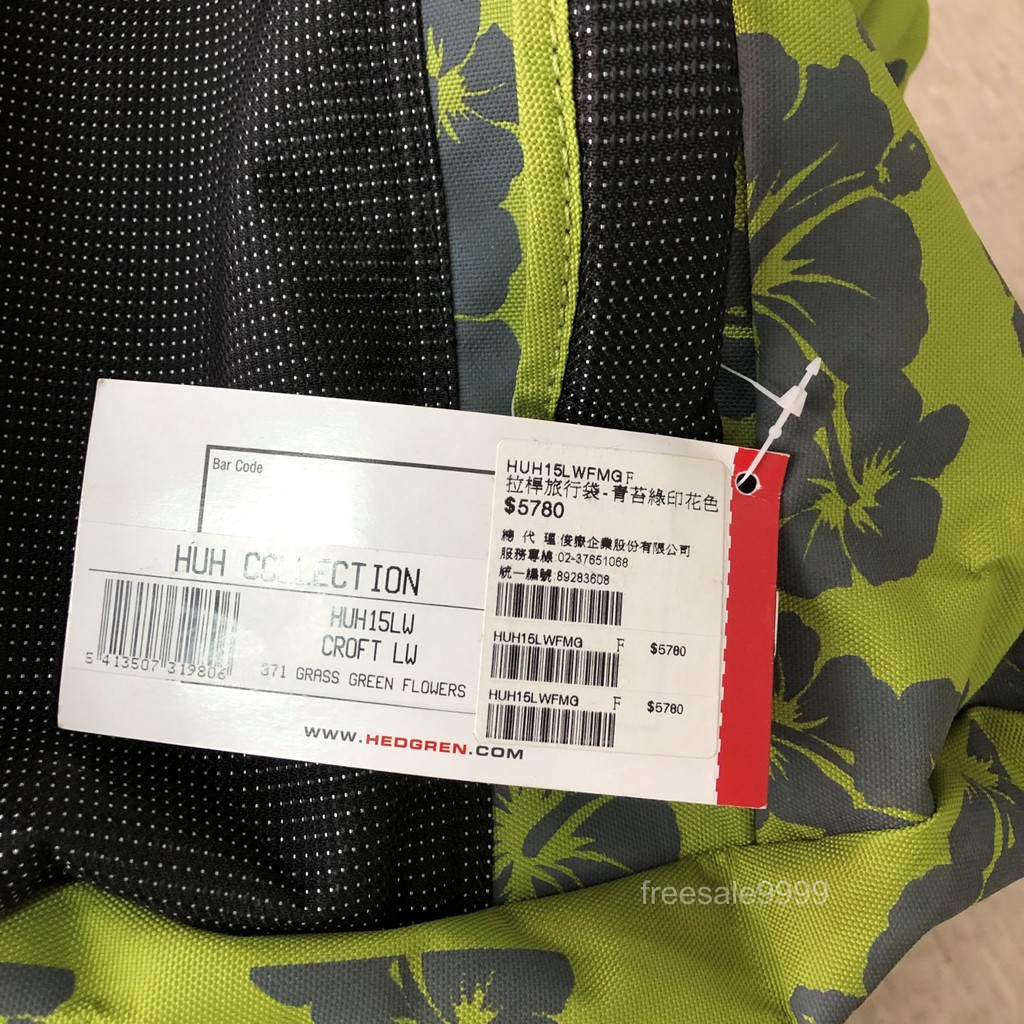 Bar Code
HUH COLLECTION
HUH15LW
CROFT LW
5 413507 319806
371 GRASS GREEN FLOWERS
WWW.HEDGREN.COM
HUH15LWFMG F
拉桿旅行袋-青苔綠印花色
$5780
總 代 理:俊嶽企業股份有限公司
服務專線:02-37651068
統一編號:89283608
HUH15LWFMG F $5780
HUH15LWFMG F $5780
freesale9999